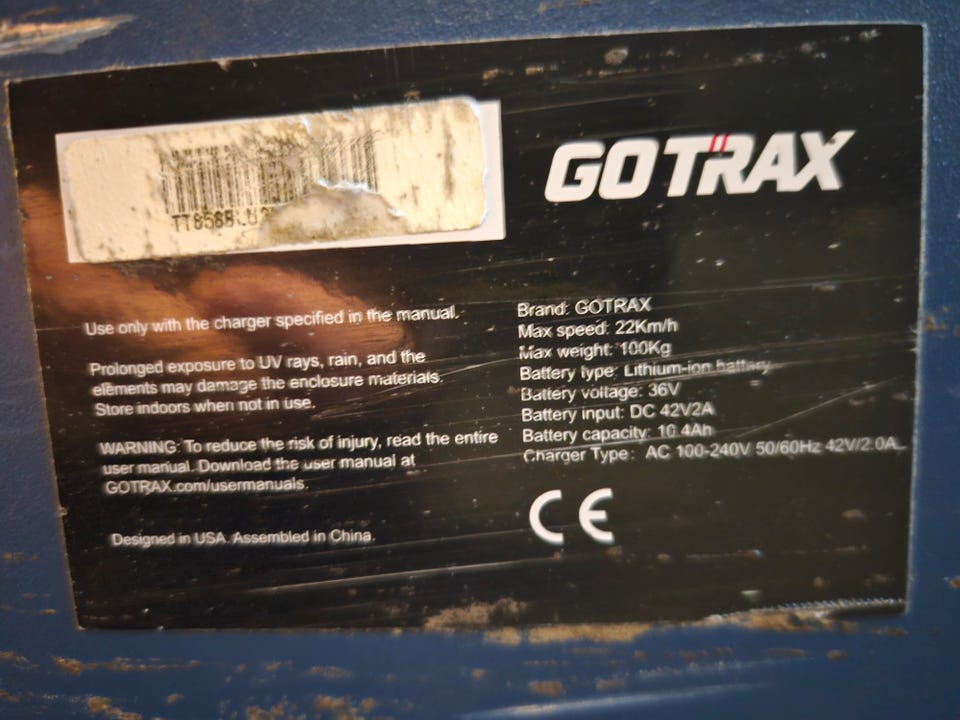 GOTRAX
Use only with the charger specified in the manual.
Prolonged exposure to UV rays, rain, and the
elements may damage the enclosure materials.
Store indoors when not in use.
WARNING: To reduce the risk of injury, read the entire
user manual. Download the user manual at
GOTRAX.com/usermanuals.
Designed in USA. Assembled in China.
Brand: GOTRAX
Max speed: 22Km/h
Max weight: 100Kg
Battery type: Lithium-ion battery
Battery voltage: 36V
Battery input: DC 42V2A
Battery capacity: 10.4Ah
Charger Type: AC 100-240V 50/60Hz 42V/2.0A
CE